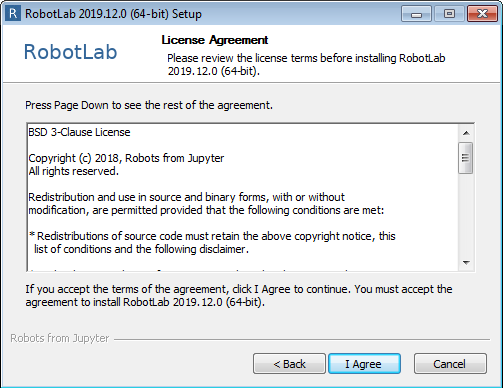 R RobotLab 2019.12.0 (64-bit) Setup
RobotLab
License Agreement
Please review the license terms before installing RobotLab
2019.12.0 (64-bit).
Press Page Down to see the rest of the agreement.
BSD 3-Clause License
Copyright (c) 2018, Robots from Jupyter
All rights reserved.
Redistribution and use in source and binary forms, with or without
modification, are permitted provided that the following conditions are met:
* Redistributions of source code must retain the above copyright notice, this
list of conditions and the following disclaimer.
If you accept the terms of the agreement, click I Agree to continue. You must accept the
agreement to install RobotLab 2019.12.0 (64-bit).
Robots from Jupyter
< Back
I Agree
Cancel